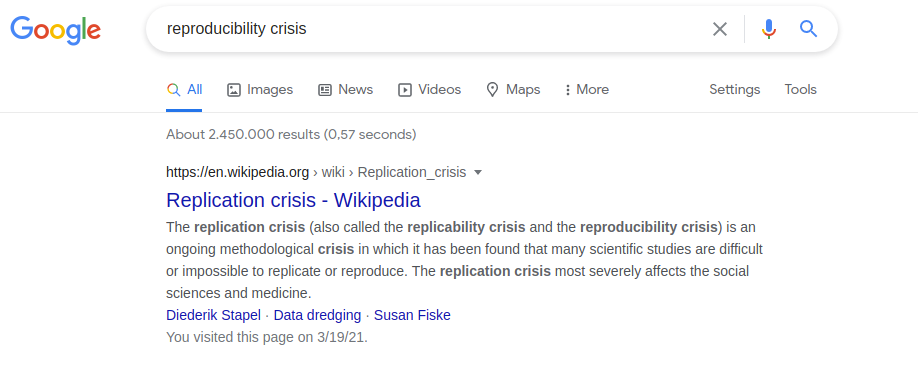 Google reproducibility crisis
All Images News Videos Maps More Settings Tools
About 2.450.000 results (0,57 seconds)
https://en.wikipedia.org › wiki › Replication_crisis
Replication crisis - Wikipedia
The replication crisis (also called the replicability crisis and the reproducibility crisis) is an
ongoing methodological crisis in which it has been found that many scientific studies are difficult
or impossible to replicate or reproduce. The replication crisis most severely affects the social
sciences and medicine.
Diederik Stapel · Data dredging · Susan Fiske
You visited this page on 3/19/21.